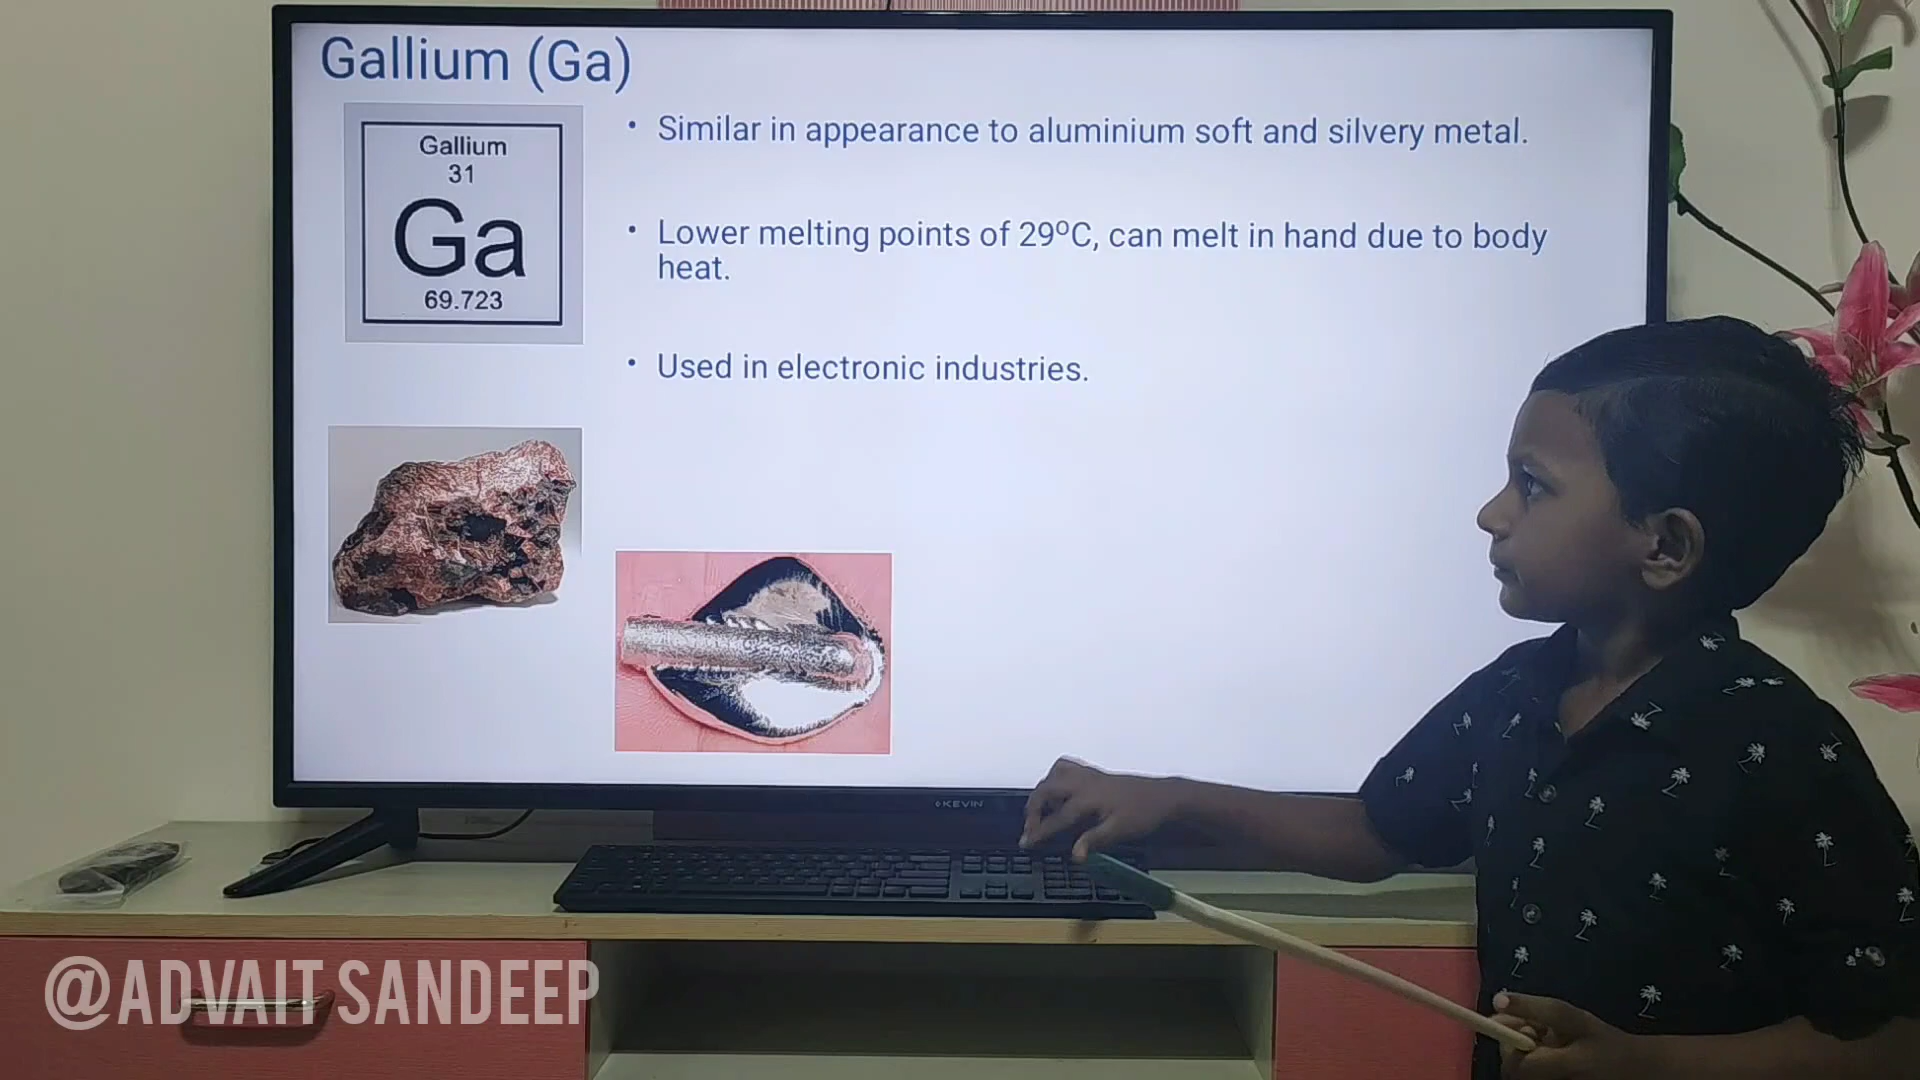 Gallium (Ga)
Gallium
31
Ga
69.723
• Similar in appearance to aluminium soft and silvery metal.
• Lower melting points of 29⁰C, can melt in hand due to body
heat.
• Used in electronic industries.
KEVIN
@ADVAIT SANDEEP